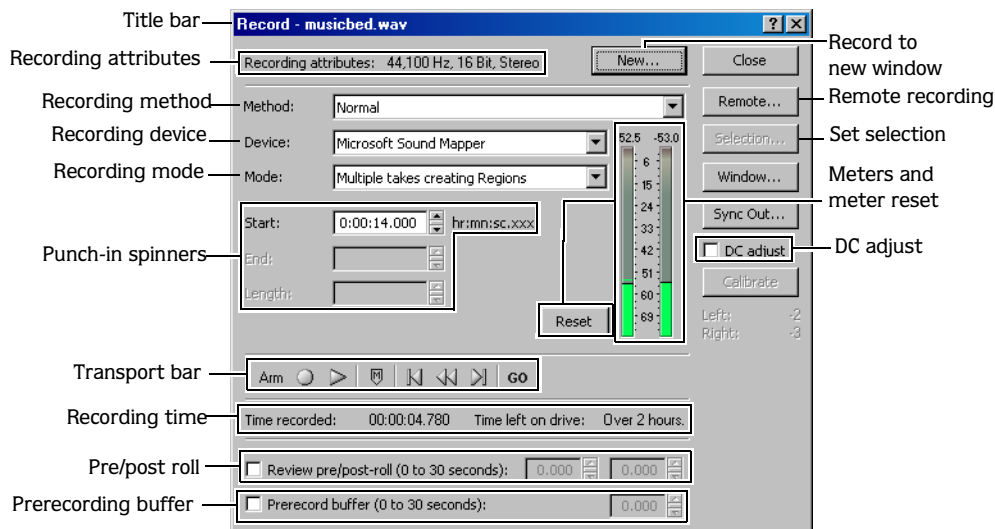 Title bar
Record - musicbed.wav
Recording attributes
Recording attributes: 44,100 Hz, 16 Bit, Stereo
New...
Close
Record to
new window
Recording method
Method:
Normal
Remote...
Remote recording
Recording device
Device:
Microsoft Sound Mapper
52.5 -53.0
Selection...
Set selection
Recording mode
Mode:
Multiple takes creating Regions
Window...
Meters and
meter reset
6
15
24
33
42
51
60
69
Punch-in spinners
Start:
0:00:14.000
hr:mn:sc.xxx
End:
Length:
Sync Out...
DC adjust
DC adjust
Calibrate
Left: -2
Right: -3
Reset
Transport bar
Arm
M
GO
Recording time
Time recorded: 00:00:04.780 Time left on drive: Over 2 hours.
Pre/post roll
Review pre/post-roll (0 to 30 seconds): 0.000 0.000
Prerecording buffer
Prerecord buffer (0 to 30 seconds): 0.000